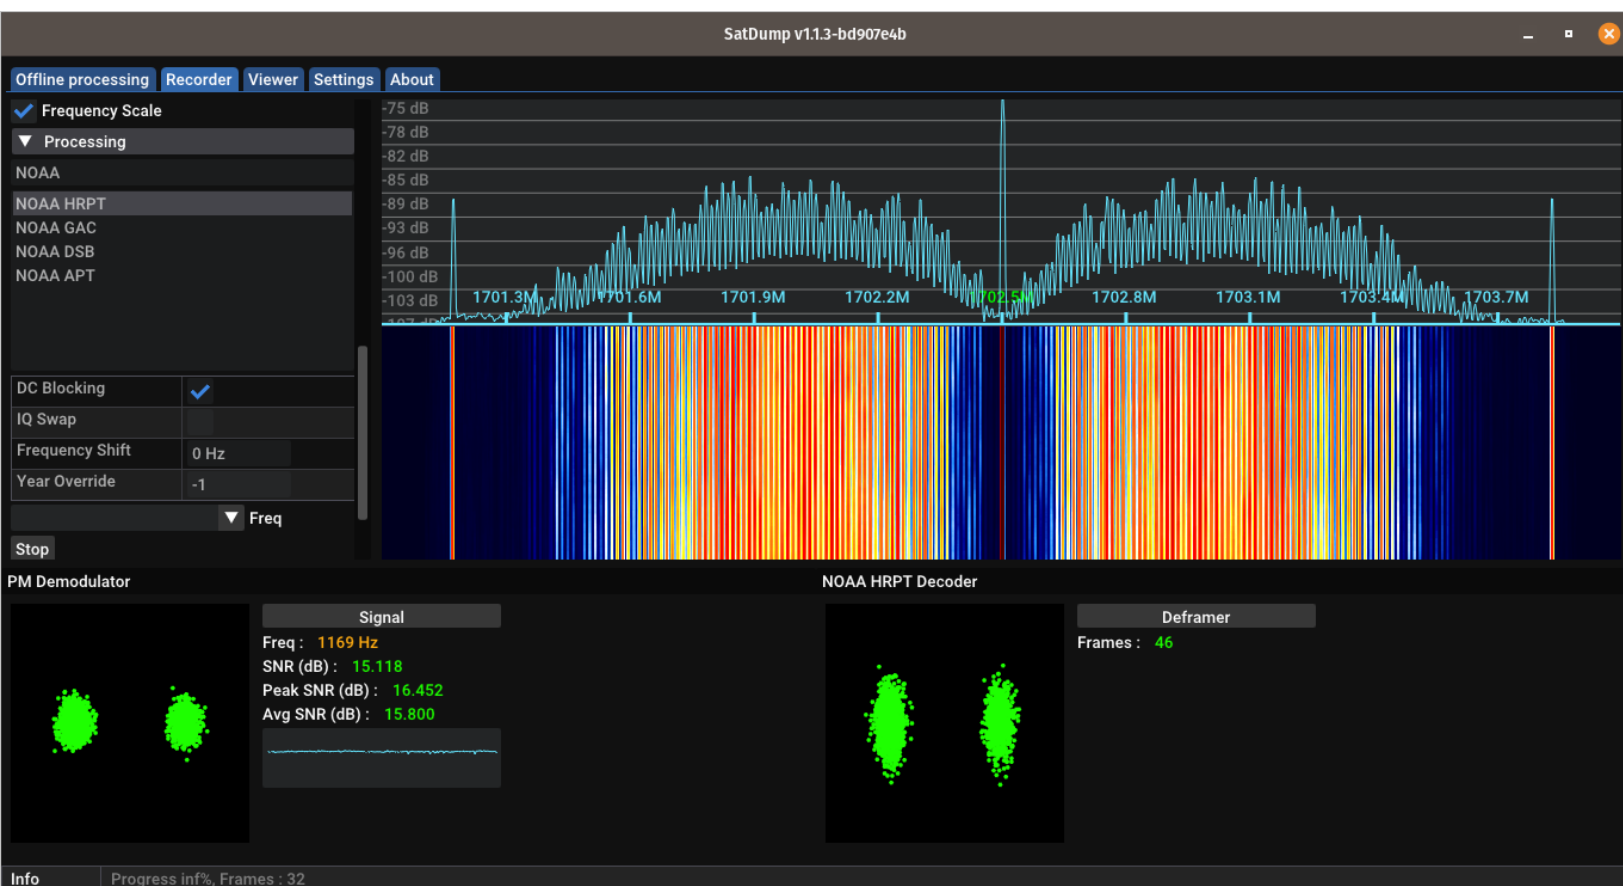 SatDump v1.1.3-bd907e4b
Offline processing Recorder Viewer Settings About
Frequency Scale
Processing
NOAA
NOAA HRPT
NOAA GAC
NOAA DSB
NOAA APT
DC Blocking
IQ Swap
Frequency Shift 0 Hz
Year Override -1
Freq
Stop
-75 dB
-78 dB
-82 dB
-85 dB
-89 dB
-93 dB
-96 dB
-100 dB
-103 dB
-107 dB
1701.3M 1701.6M 1701.9M 1702.2M 1702.5M 1702.8M 1703.1M 1703.4M 1703.7M
PM Demodulator
Signal
Freq : 1169 Hz
SNR (dB) : 15.118
Peak SNR (dB) : 16.452
Avg SNR (dB) : 15.800
NOAA HRPT Decoder
Deframer
Frames : 46
Info Progress inf%, Frames : 32